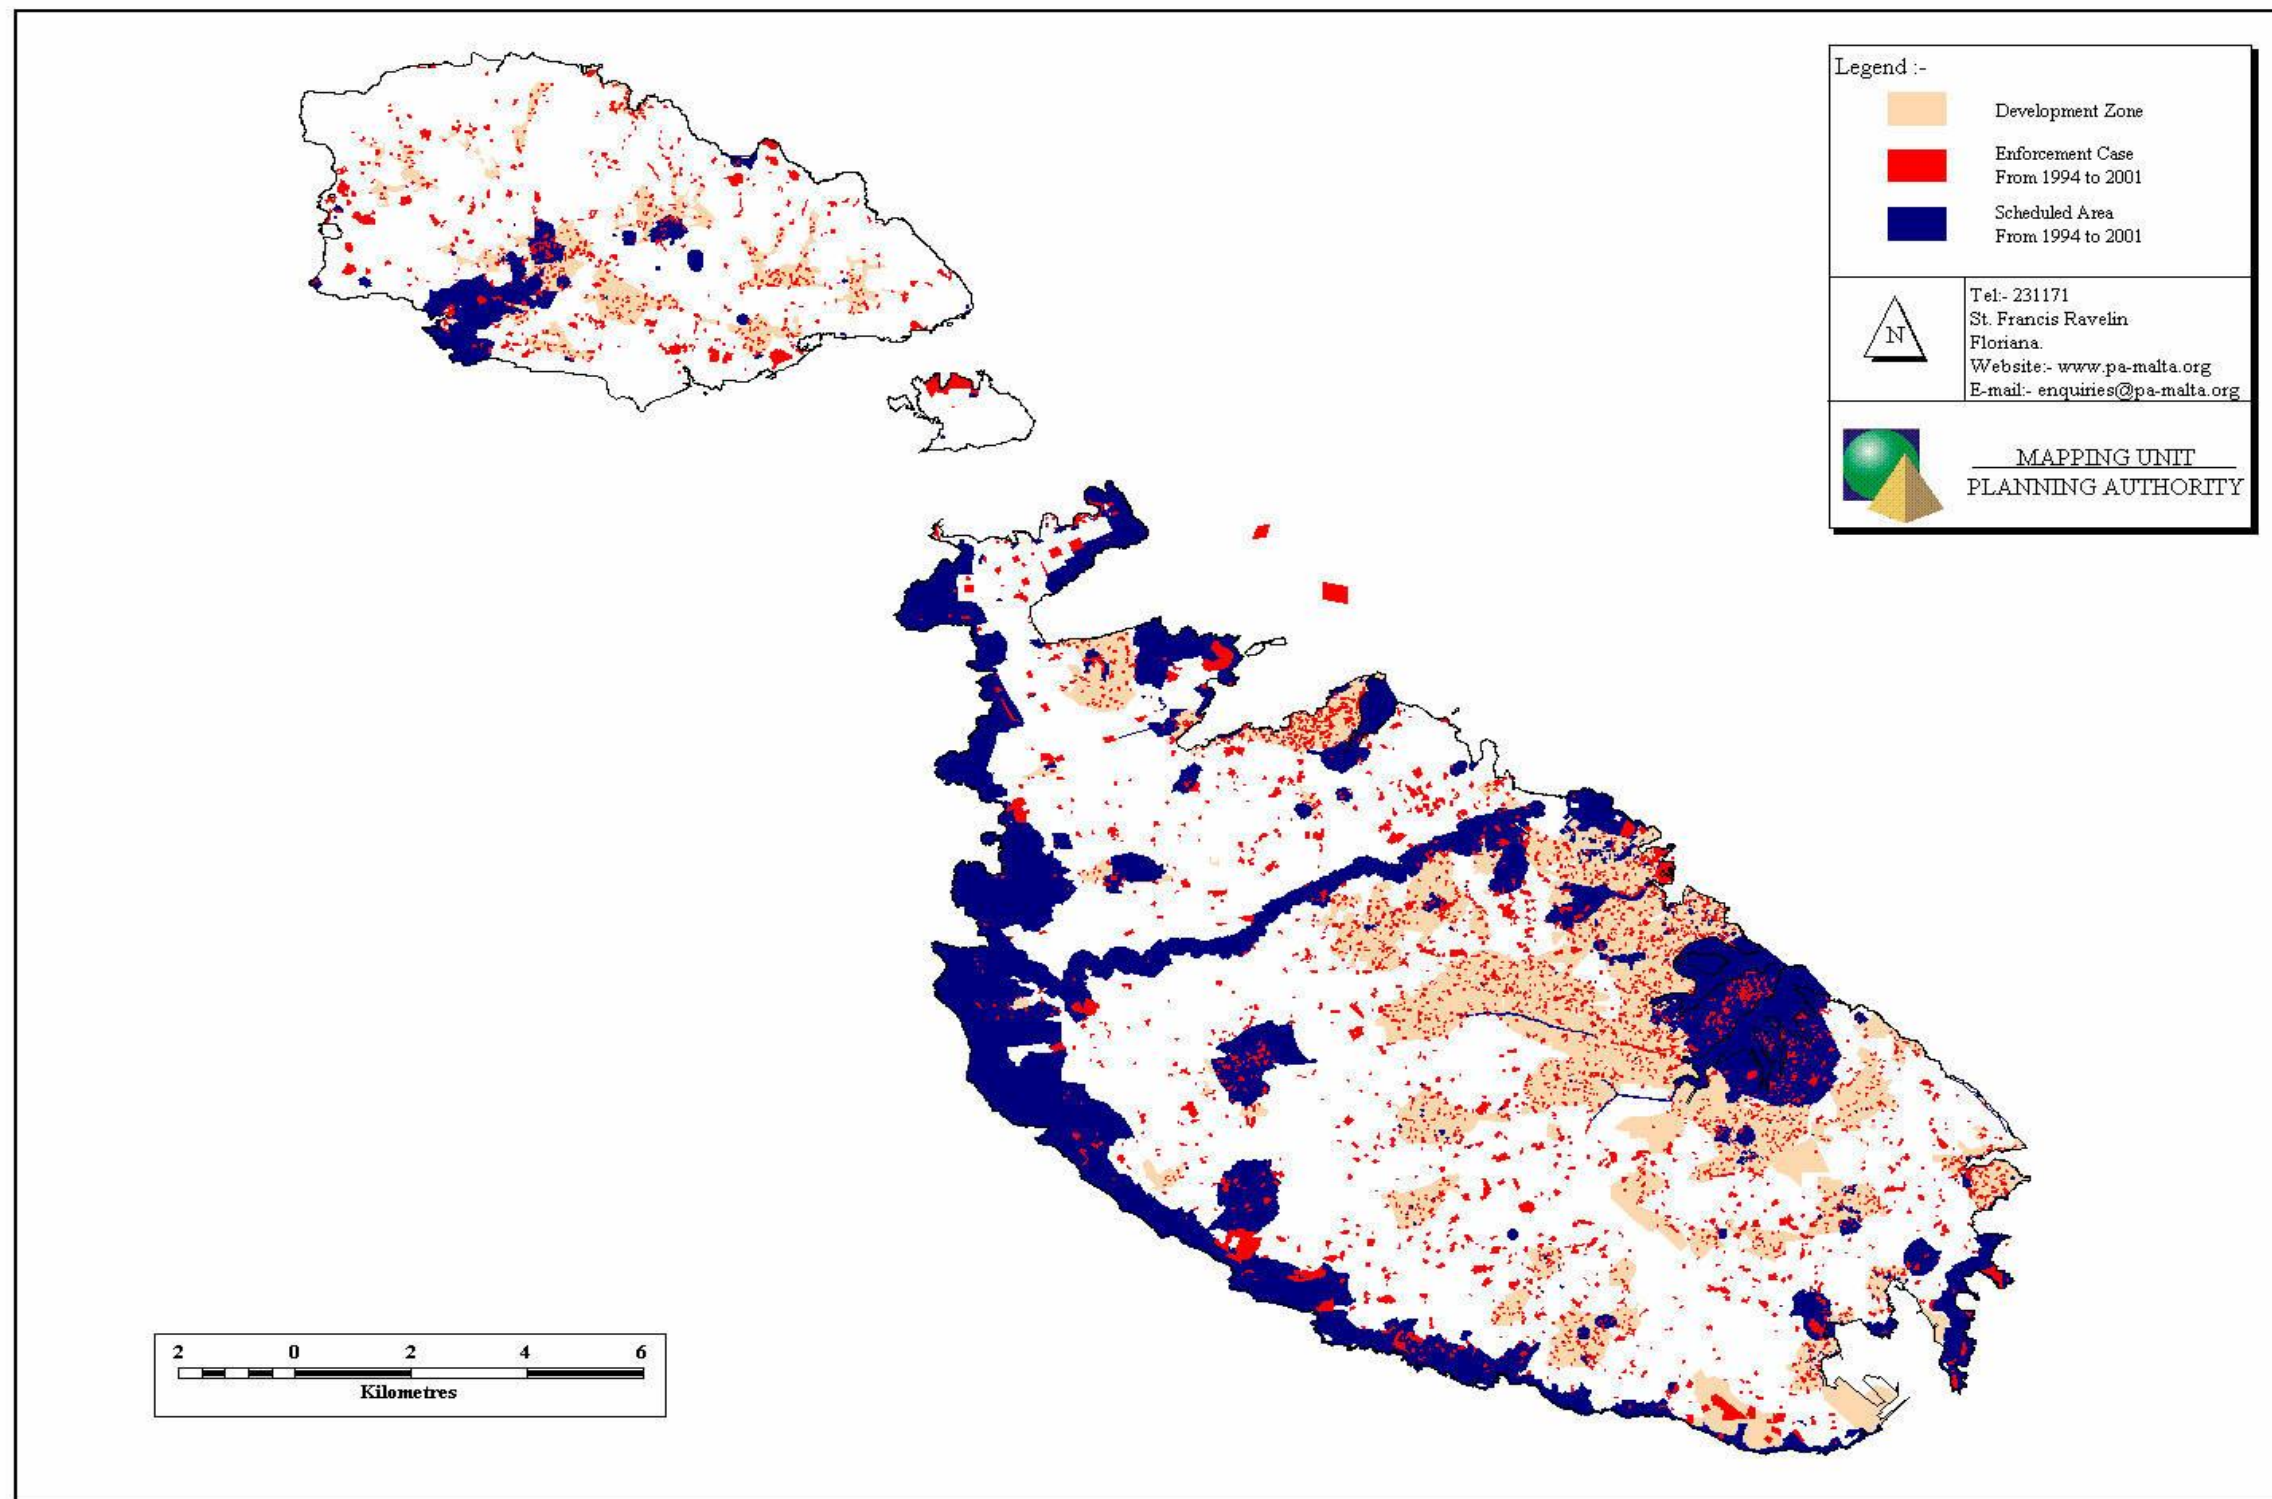 Legend :-
Development Zone
Enforcement Case
From 1994 to 2001
Scheduled Area
From 1994 to 2001
N
Tel:- 231171
St. Francis Ravelin
Floriana.
Website:- www.pa-malta.org
E-mail:- enquiries@pa-malta.org
MAPPING UNIT
PLANNING AUTHORITY
2 0 2 4 6
Kilometres